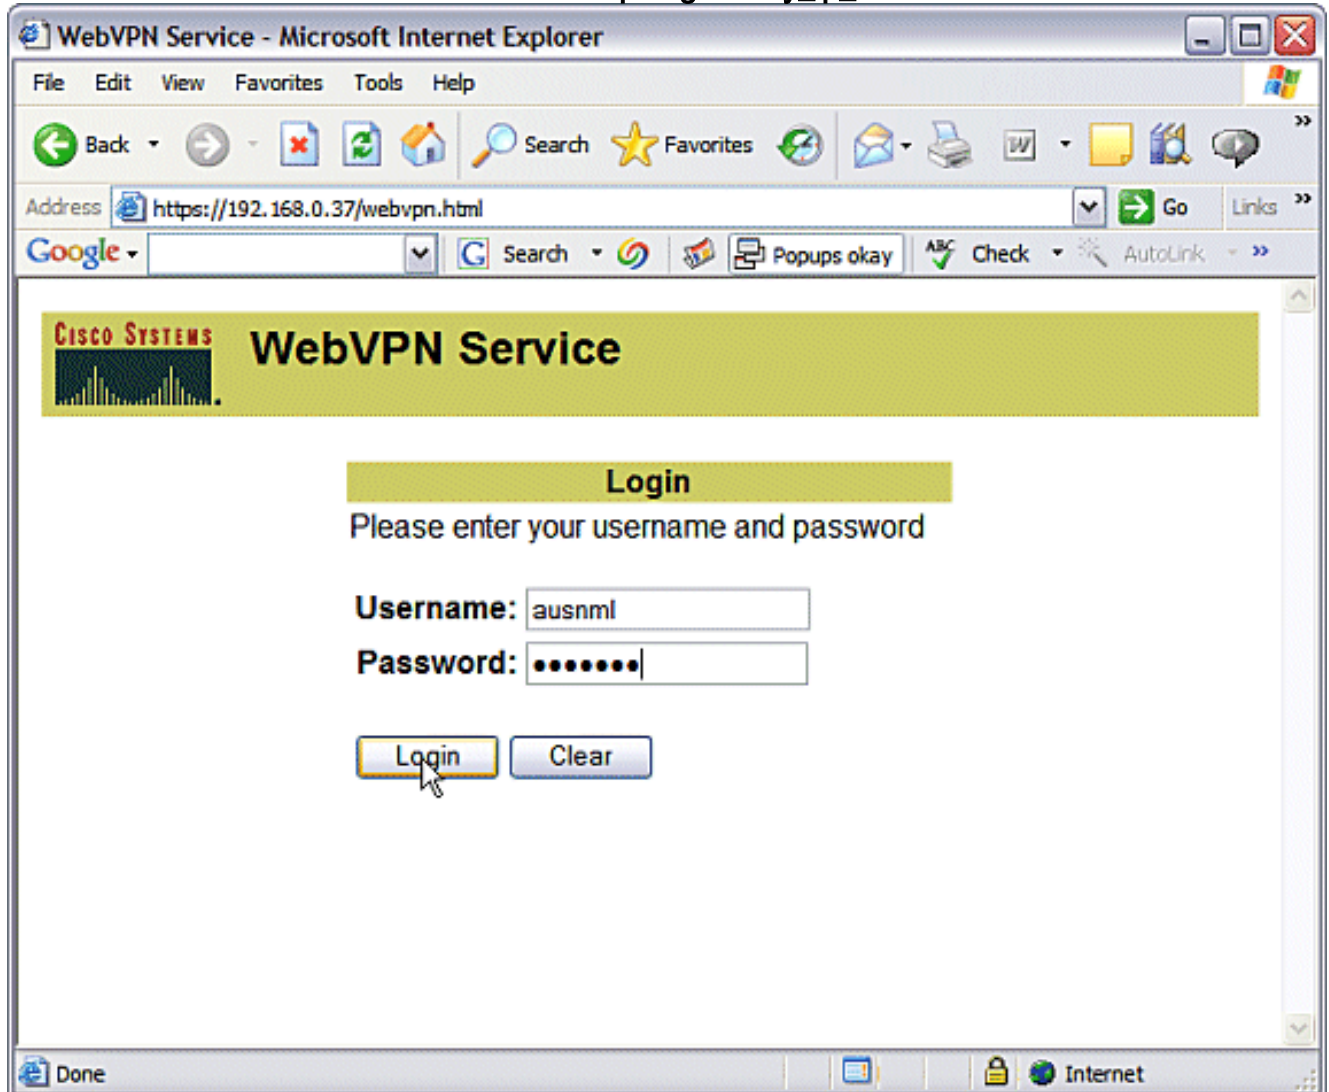 WebVPN Service - Microsoft Internet Explorer
File Edit View Favorites Tools Help
Back Search Favorites W
Address https://192.168.0.37/webvpn.html Go Links »
Google G Search Popups okay ABC Check AutoLink »
CISCO SYSTEMS
WebVPN Service
Login
Please enter your username and password
Username: ausnml
Password: •••••••
Login Clear
Done Internet